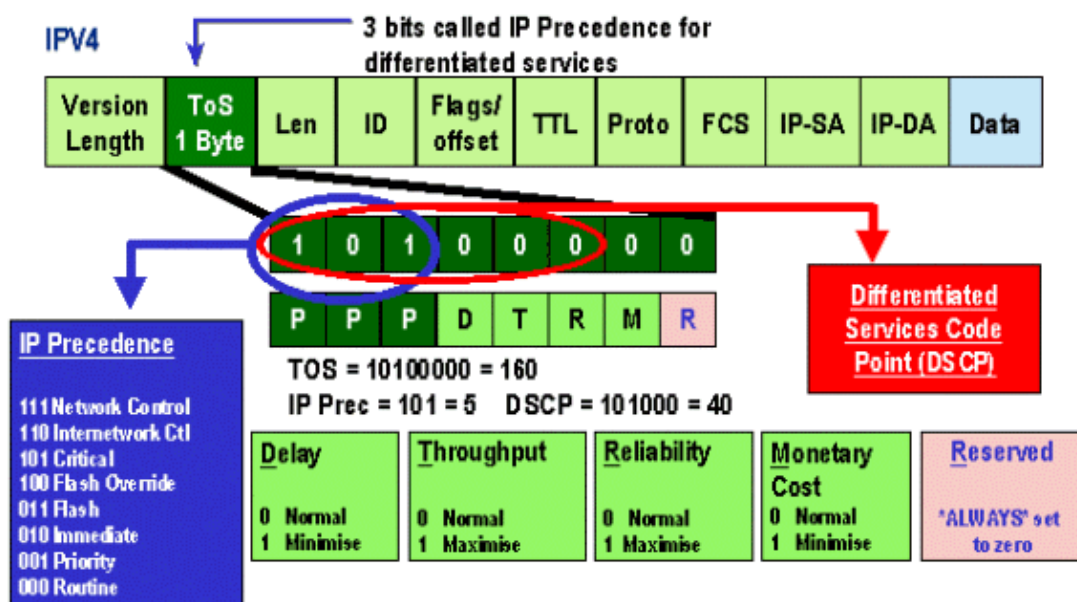 IPV4
3 bits called IP Precedence for
differentiated services
Version
Length
ToS
1 Byte
Len
ID
Flags/
offset
TTL
Proto
FCS
IP-SA
IP-DA
Data
1 0 1 0 0 0 0 0
P P P D T R M R
TOS = 10100000 = 160
IP Prec = 101 = 5 DSCP = 101000 = 40
Differentiated
Services Code
Point (DSCP)
IP Precedence
111 Network Control
110 Internetwork Ctl
101 Critical
100 Flash Override
011 Flash
010 Immediate
001 Priority
000 Routine
Delay
0 Normal
1 Minimise
Throughput
0 Normal
1 Maximise
Reliability
0 Normal
1 Maximise
Monetary
Cost
0 Normal
1 Minimise
Reserved
*ALWAYS* set
to zero